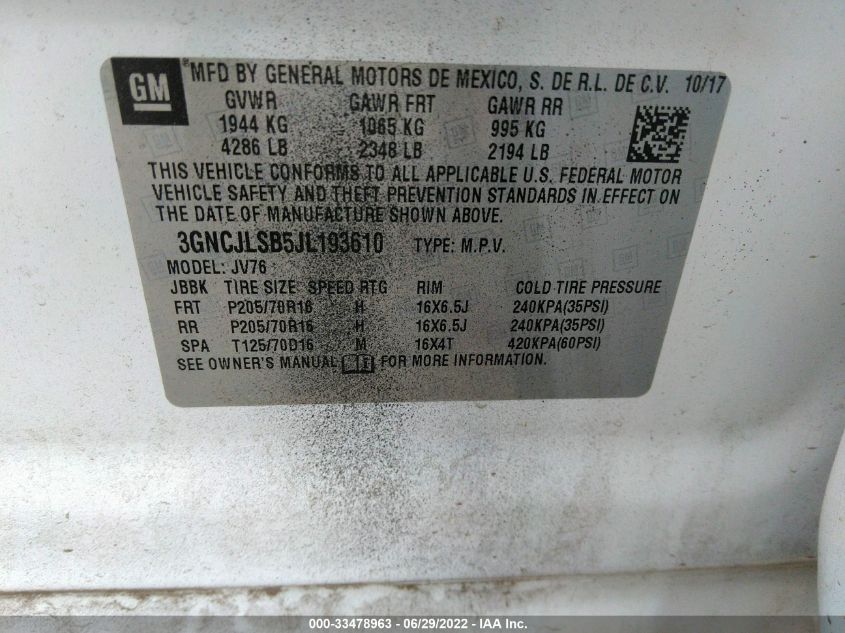 GM ® MFD BY GENERAL MOTORS DE MEXICO, S. DE R.L. DE C.V. 10/17
GVWR GAWR FRT GAWR RR
1944 KG 1065 KG 995 KG
4286 LB 2348 LB 2194 LB
THIS VEHICLE CONFORMS TO ALL APPLICABLE U.S. FEDERAL MOTOR
VEHICLE SAFETY AND THEFT PREVENTION STANDARDS IN EFFECT ON
THE DATE OF MANUFACTURE SHOWN ABOVE.
3GNCJLSB5JL193610 TYPE: M.P.V.
MODEL: JV76
JBBK TIRE SIZE SPEED RTG RIM COLD TIRE PRESSURE
FRT P205/70R16 H 16X6.5J 240KPA(35PSI)
RR P205/70R16 H 16X6.5J 240KPA(35PSI)
SPA T125/70D16 M 16X4T 420KPA(60PSI)
SEE OWNER'S MANUAL FOR MORE INFORMATION.
000-33478963 - 06/29/2022 - IAA Inc.